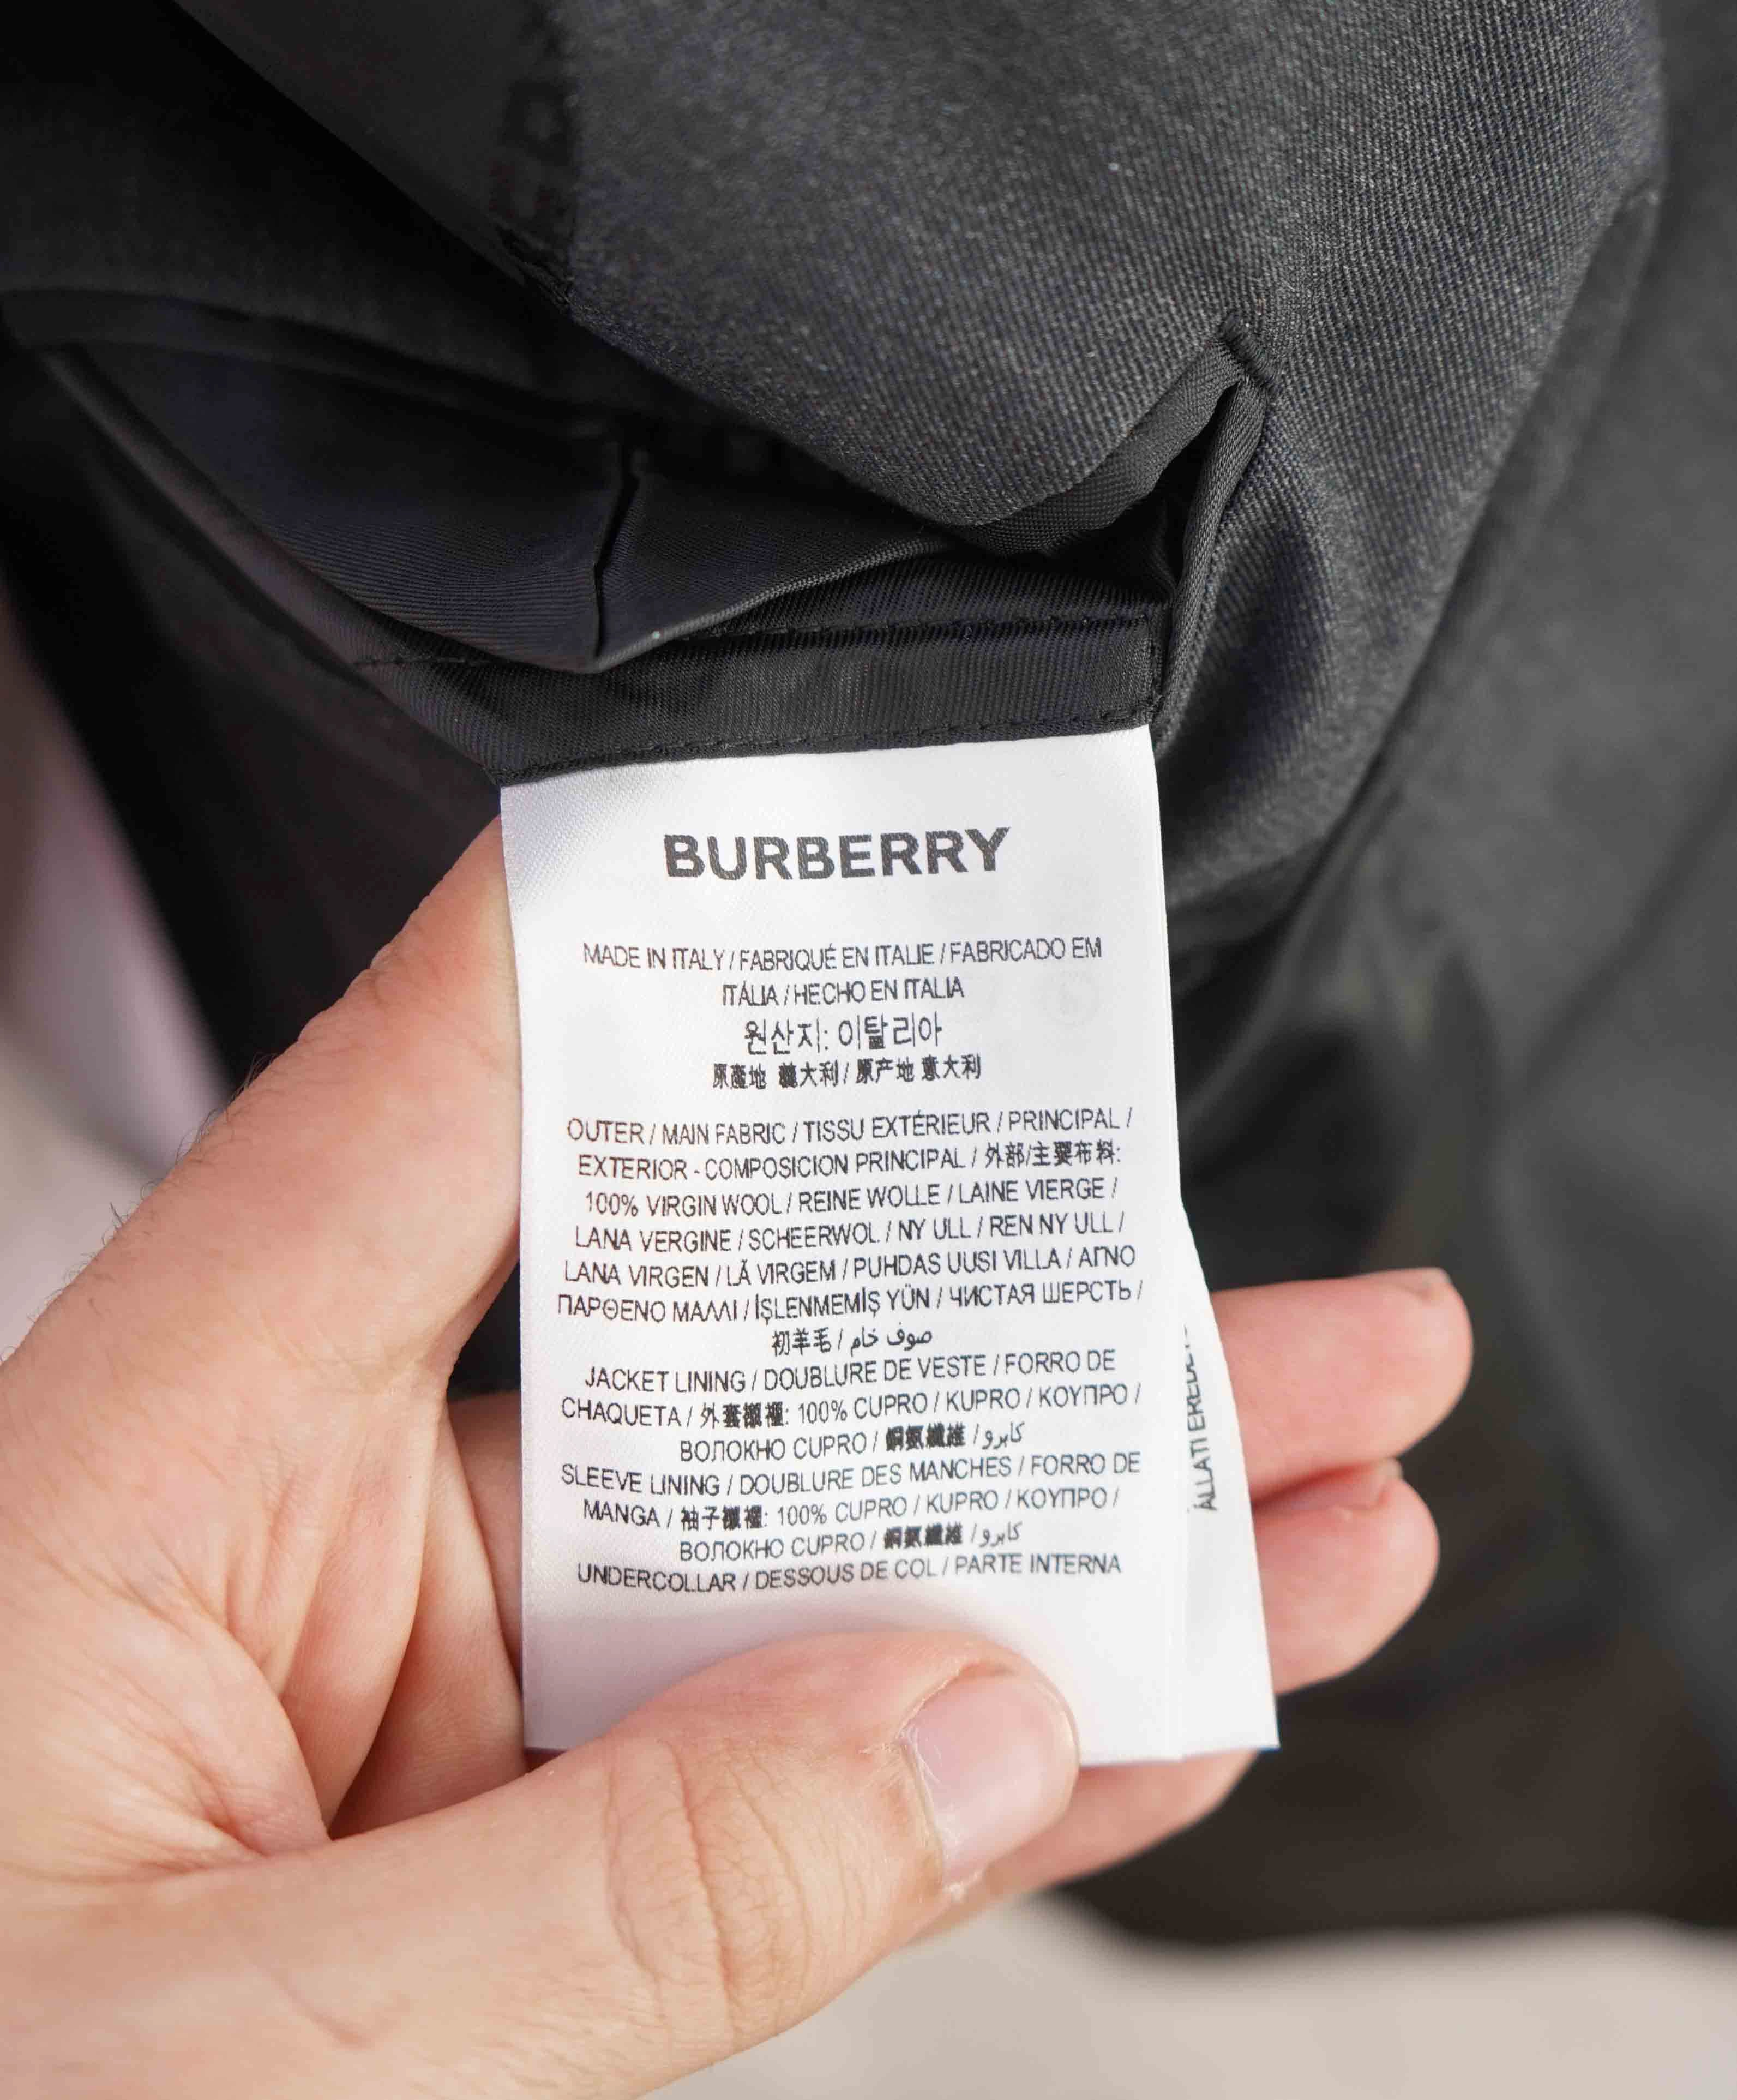 BURBERRY
MADE IN ITALY / FABRIQUÉ EN ITALIE / FABRICADO EM
ITÁLIA / HECHO EN ITALIA
원산지: 이탈리아
原產地 義大利 / 原产地 意大利
OUTER / MAIN FABRIC / TISSU EXTÉRIEUR / PRINCIPAL /
EXTERIOR - COMPOSICION PRINCIPAL / 外部/主要布料:
100% VIRGIN WOOL / REINE WOLLE / LAINE VIERGE /
LANA VERGINE / SCHEERWOL / NY ULL / REN NY ULL /
LANA VIRGEN / LÃ VIRGEM / PUHDAS UUSI VILLA / ΑΓΝΟ
ΠΑΡΘΕΝΟ ΜΑΛΛΙ / İŞLENMEMİŞ YÜN / ЧИСТАЯ ШЕРСТЬ /
初羊毛 / صوف خام
JACKET LINING / DOUBLURE DE VESTE / FORRO DE
CHAQUETA / 外套襯裡: 100% CUPRO / KUPRO / ΚΟΥΠΡΟ /
ВОЛОКНО CUPRO / 銅氨纖維 / كابرو
SLEEVE LINING / DOUBLURE DES MANCHES / FORRO DE
MANGA / 袖子襯裡: 100% CUPRO / KUPRO / ΚΟΥΠΡΟ /
ВОЛОКНО CUPRO / 銅氨纖維 / كابرو
UNDERCOLLAR / DESSOUS DE COL / PARTE INTERNA
ÁLLATI